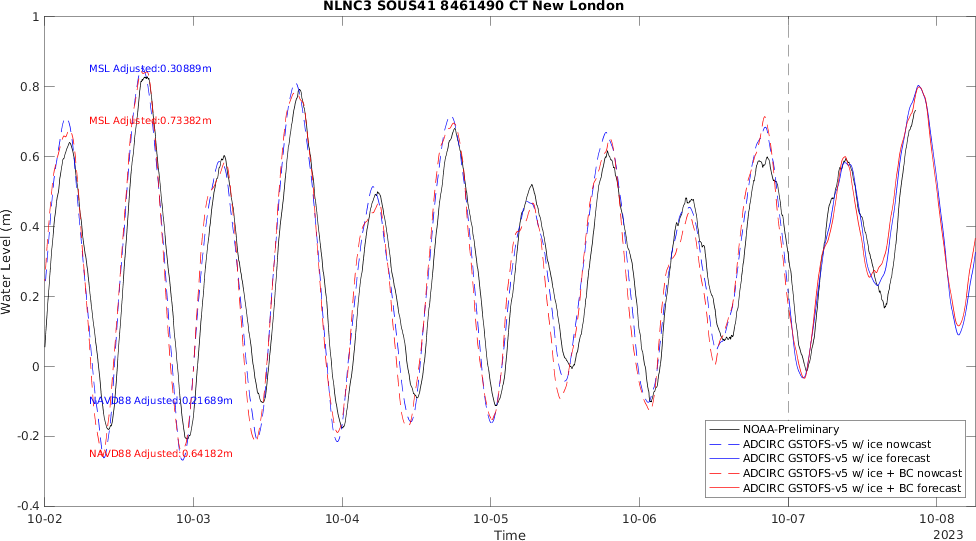 NLNC3 SOUS41 8461490 CT New London
1
0.8
0.6
0.4
0.2
0
-0.2
-0.4
Water Level (m)
MSL Adjusted:0.30889m
MSL Adjusted:0.73382m
NAVD88 Adjusted:0.21689m
NAVD88 Adjusted:0.64182m
NOAA-Preliminary
ADCIRC GSTOFS-v5 w/ ice nowcast
ADCIRC GSTOFS-v5 w/ ice forecast
ADCIRC GSTOFS-v5 w/ ice + BC nowcast
ADCIRC GSTOFS-v5 w/ ice + BC forecast
10-02 10-03 10-04 10-05 10-06 10-07 10-08
Time
2023